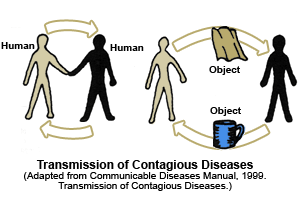 Human
Human
Object
Object
Transmission of Contagious Diseases
(Adapted from Communicable Diseases Manual, 1999.
Transmission of Contagious Diseases.)